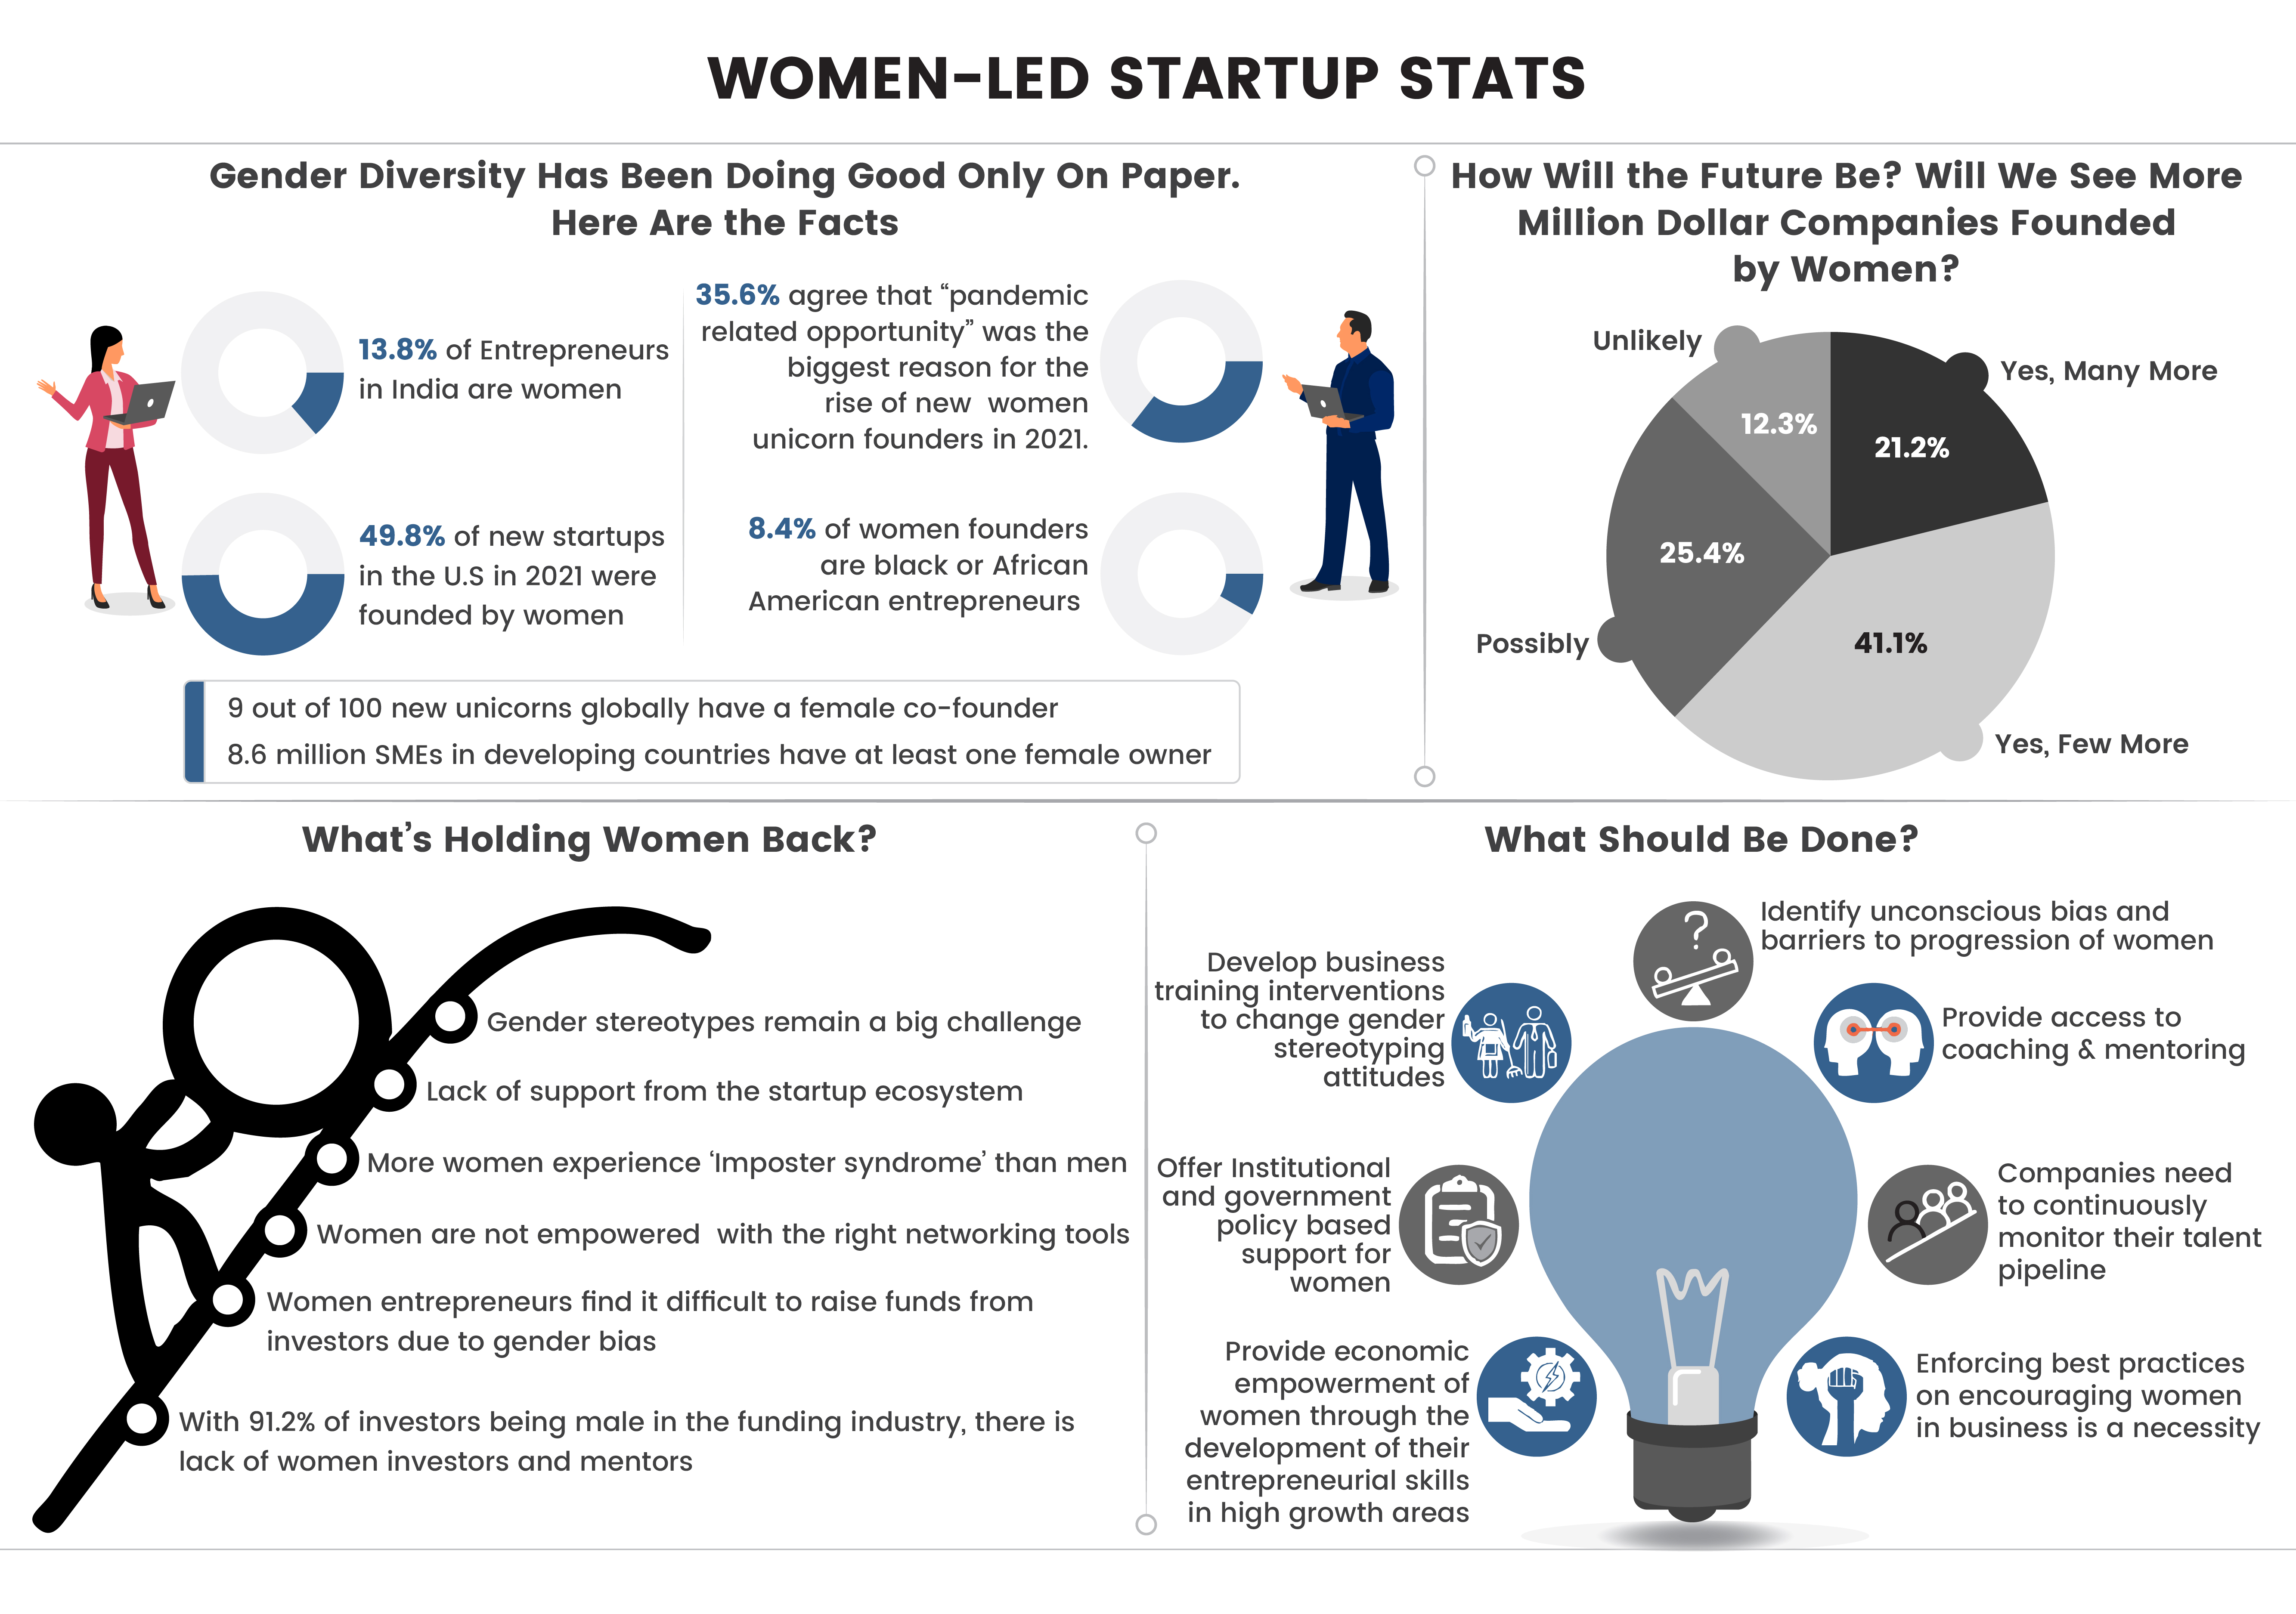 WOMEN-LED STARTUP STATS
Gender Diversity Has Been Doing Good Only On Paper.
Here Are the Facts
13.8% of Entrepreneurs
in India are women
49.8% of new startups
in the U.S in 2021 were
founded by women
35.6% agree that “pandemic
related opportunity” was the
biggest reason for the
rise of new women
unicorn founders in 2021.
8.4% of women founders
are black or African
American entrepreneurs
9 out of 100 new unicorns globally have a female co-founder
8.6 million SMEs in developing countries have at least one female owner
How Will the Future Be? Will We See More
Million Dollar Companies Founded
by Women?
Unlikely
Yes, Many More
12.3%
21.2%
25.4%
41.1%
Possibly
Yes, Few More
What’s Holding Women Back?
Gender stereotypes remain a big challenge
Lack of support from the startup ecosystem
More women experience ‘Imposter syndrome’ than men
Women are not empowered with the right networking tools
Women entrepreneurs find it difficult to raise funds from
investors due to gender bias
With 91.2% of investors being male in the funding industry, there is
lack of women investors and mentors
What Should Be Done?
Identify unconscious bias and
barriers to progression of women
?
Develop business
training interventions
to change gender
stereotyping
attitudes
Provide access to
coaching & mentoring
Offer Institutional
and government
policy based
support for
women
Companies need
to continuously
monitor their talent
pipeline
Provide economic
empowerment of
women through the
development of their
entrepreneurial skills
in high growth areas
Enforcing best practices
on encouraging women
in business is a necessity